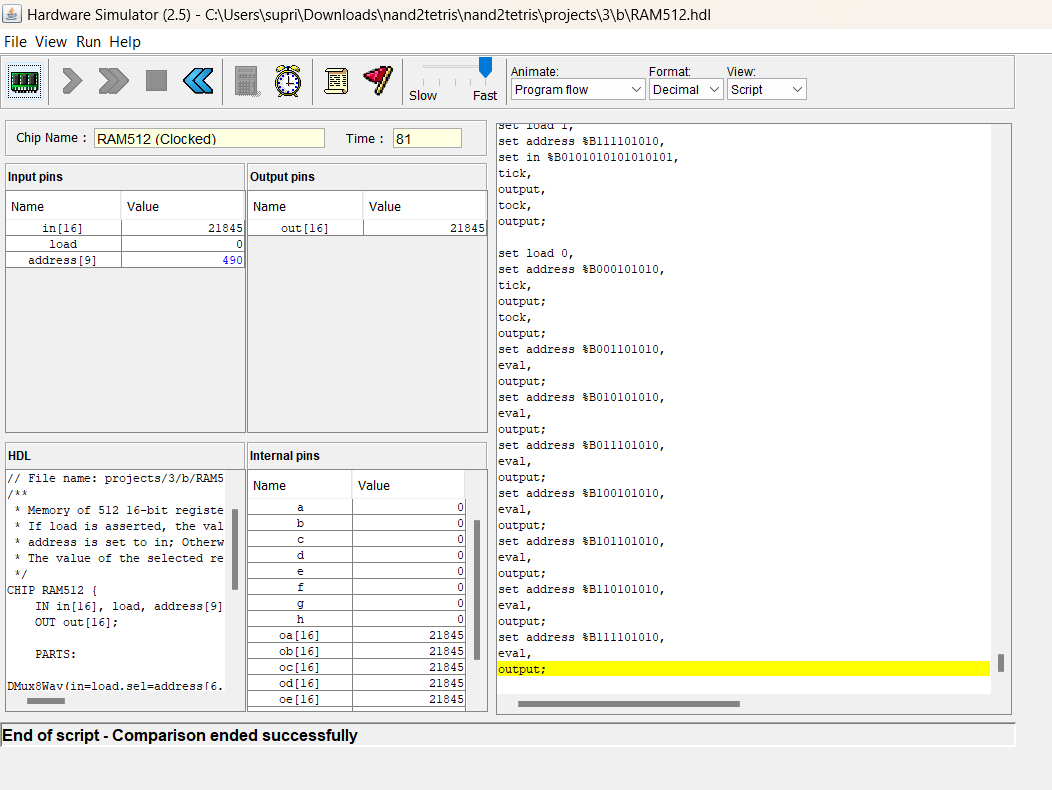 Hardware Simulator (2.5) - C:\Users\supri\Downloads\nand2tetris\nand2tetris\projects\3\b\RAM512.hdl
File View Run Help
Slow Fast
Animate:
Program flow
Format:
Decimal
View:
Script
Chip Name : RAM512 (Clocked) Time : 81
Input pins
Name Value
in[16] 21845
load 0
address[9] 490
Output pins
Name Value
out[16] 21845
HDL
// File name: projects/3/b/RAM5
/**
* Memory of 512 16-bit registe
* If load is asserted, the val
* address is set to in; Otherw
* The value of the selected re
*/
CHIP RAM512 {
IN in[16], load, address[9]
OUT out[16];
PARTS:
DMux8Way(in=load,sel=address[6.
Internal pins
Name Value
a 0
b 0
c 0
d 0
e 0
f 0
g 0
h 0
oa[16] 21845
ob[16] 21845
oc[16] 21845
od[16] 21845
oe[16] 21845
set load 1,
set address %B111101010,
set in %B0101010101010101,
tick,
output,
tock,
output;
set load 0,
set address %B000101010,
tick,
output;
tock,
output;
set address %B001101010,
eval,
output;
set address %B010101010,
eval,
output;
set address %B011101010,
eval,
output;
set address %B100101010,
eval,
output;
set address %B101101010,
eval,
output;
set address %B110101010,
eval,
output;
set address %B111101010,
eval,
output;
End of script - Comparison ended successfully